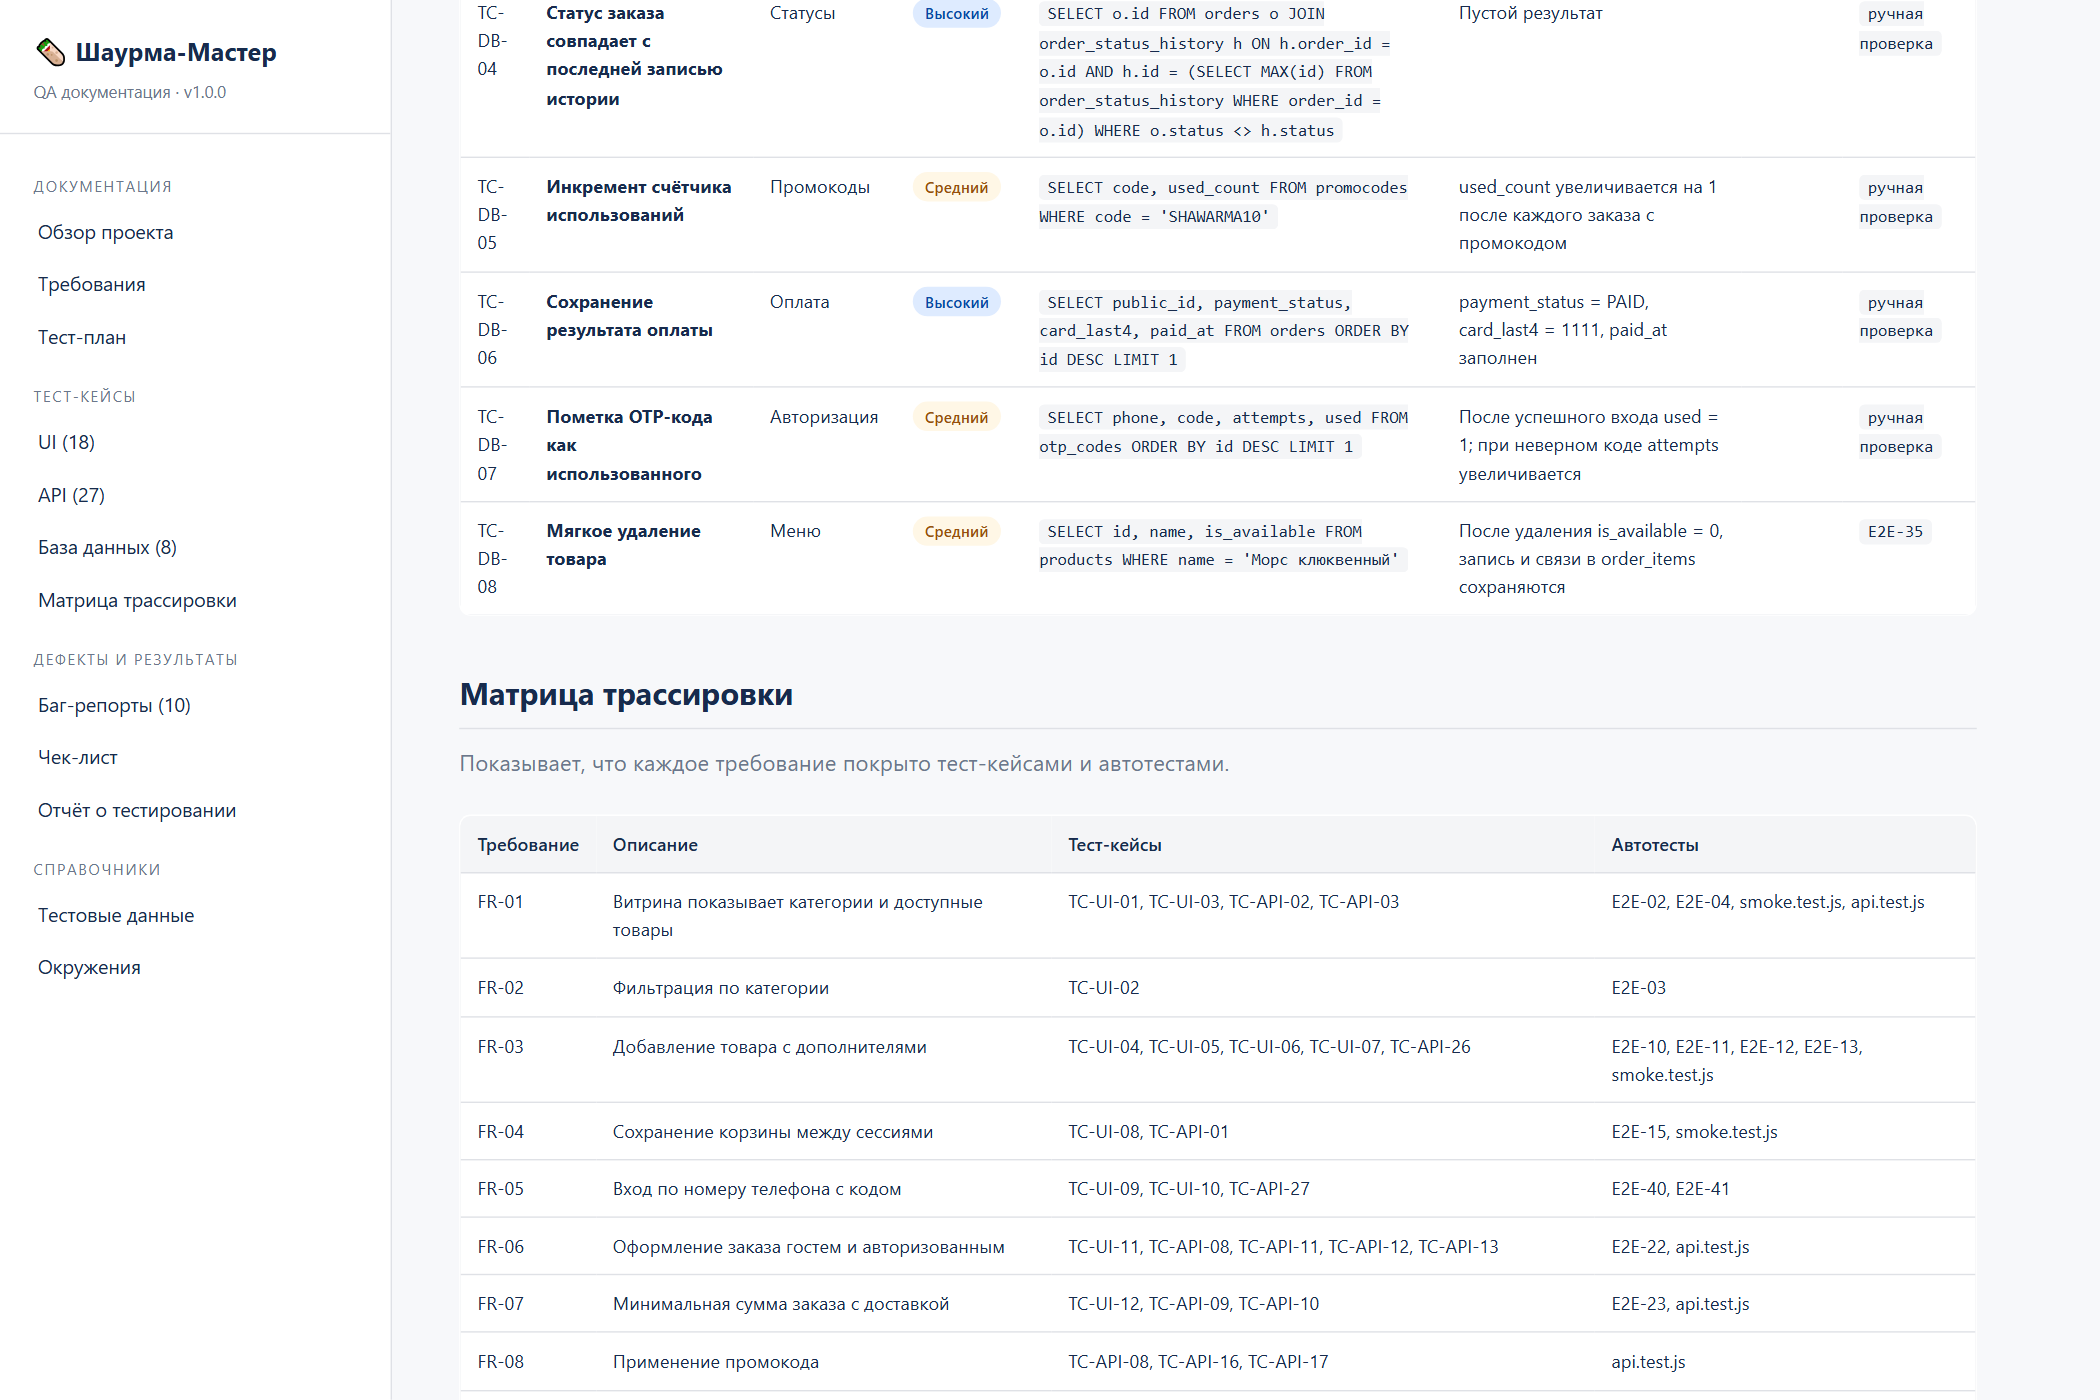 Шаурма-Мастер
QA документация · v1.0.0
ДОКУМЕНТАЦИЯ
Обзор проекта
Требования
Тест-план
ТЕСТ-КЕЙСЫ
UI (18)
API (27)
База данных (8)
Матрица трассировки
ДЕФЕКТЫ И РЕЗУЛЬТАТЫ
Баг-репорты (10)
Чек-лист
Отчёт о тестировании
СПРАВОЧНИКИ
Тестовые данные
Окружения
TC-
DB-
04
Статус заказа
совпадает с
последней записью
истории
Статусы
Высокий
SELECT o.id FROM orders o JOIN
order_status_history h ON h.order_id =
o.id AND h.id = (SELECT MAX(id) FROM
order_status_history WHERE order_id =
o.id) WHERE o.status <> h.status
Пустой результат
ручная
проверка
TC-
DB-
05
Инкремент счётчика
использований
Промокоды
Средний
SELECT code, used_count FROM promocodes
WHERE code = 'SHAWARMA10'
used_count увеличивается на 1
после каждого заказа с
промокодом
ручная
проверка
TC-
DB-
06
Сохранение
результата оплаты
Оплата
Высокий
SELECT public_id, payment_status,
card_last4, paid_at FROM orders ORDER BY
id DESC LIMIT 1
payment_status = PAID,
card_last4 = 1111, paid_at
заполнен
ручная
проверка
TC-
DB-
07
Пометка OTP-кода
как
использованного
Авторизация
Средний
SELECT phone, code, attempts, used FROM
otp_codes ORDER BY id DESC LIMIT 1
После успешного входа used =
1; при неверном коде attempts
увеличивается
ручная
проверка
TC-
DB-
08
Мягкое удаление
товара
Меню
Средний
SELECT id, name, is_available FROM
products WHERE name = 'Морс клюквенный'
После удаления is_available = 0,
запись и связи в order_items
сохраняются
E2E-35
Матрица трассировки
Показывает, что каждое требование покрыто тест-кейсами и автотестами.
Требование Описание Тест-кейсы Автотесты
FR-01
Витрина показывает категории и доступные
товары
TC-UI-01, TC-UI-03, TC-API-02, TC-API-03
E2E-02, E2E-04, smoke.test.js, api.test.js
FR-02 Фильтрация по категории TC-UI-02 E2E-03
FR-03
Добавление товара с дополнителями
TC-UI-04, TC-UI-05, TC-UI-06, TC-UI-07, TC-API-26
E2E-10, E2E-11, E2E-12, E2E-13,
smoke.test.js
FR-04 Сохранение корзины между сессиями TC-UI-08, TC-API-01 E2E-15, smoke.test.js
FR-05 Вход по номеру телефона с кодом TC-UI-09, TC-UI-10, TC-API-27 E2E-40, E2E-41
FR-06 Оформление заказа гостем и авторизованным TC-UI-11, TC-API-08, TC-API-11, TC-API-12, TC-API-13 E2E-22, api.test.js
FR-07 Минимальная сумма заказа с доставкой TC-UI-12, TC-API-09, TC-API-10 E2E-23, api.test.js
FR-08 Применение промокода TC-API-08, TC-API-16, TC-API-17 api.test.js